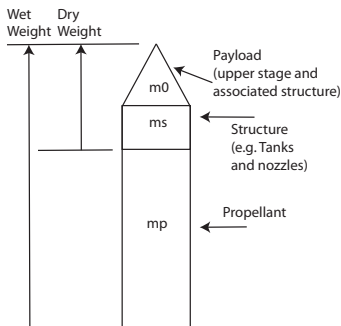 Wet Dry
Weight Weight
Payload
(upper stage and
associated structure)
m0
ms
Structure
(e.g. Tanks
and nozzles)
Propellant
mp